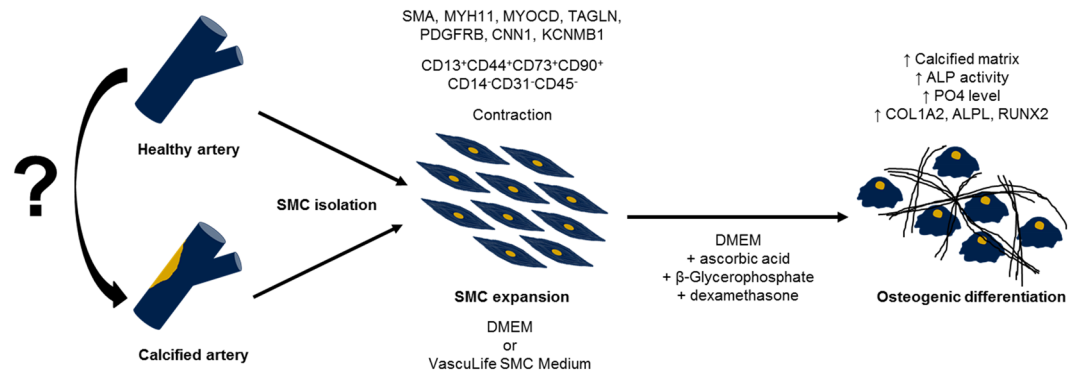 ?
Healthy artery
Calcified artery
SMC isolation
SMA, MYH11, MYOCD, TAGLN,
PDGFRB, CNN1, KCNMB1
CD13⁺CD44⁺CD73⁺CD90⁺
CD14⁻CD31⁻CD45⁻
Contraction
SMC expansion
DMEM
or
VascuLife SMC Medium
DMEM
+ ascorbic acid
+ β-Glycerophosphate
+ dexamethasone
↑ Calcified matrix
↑ ALP activity
↑ PO4 level
↑ COL1A2, ALPL, RUNX2
Osteogenic differentiation